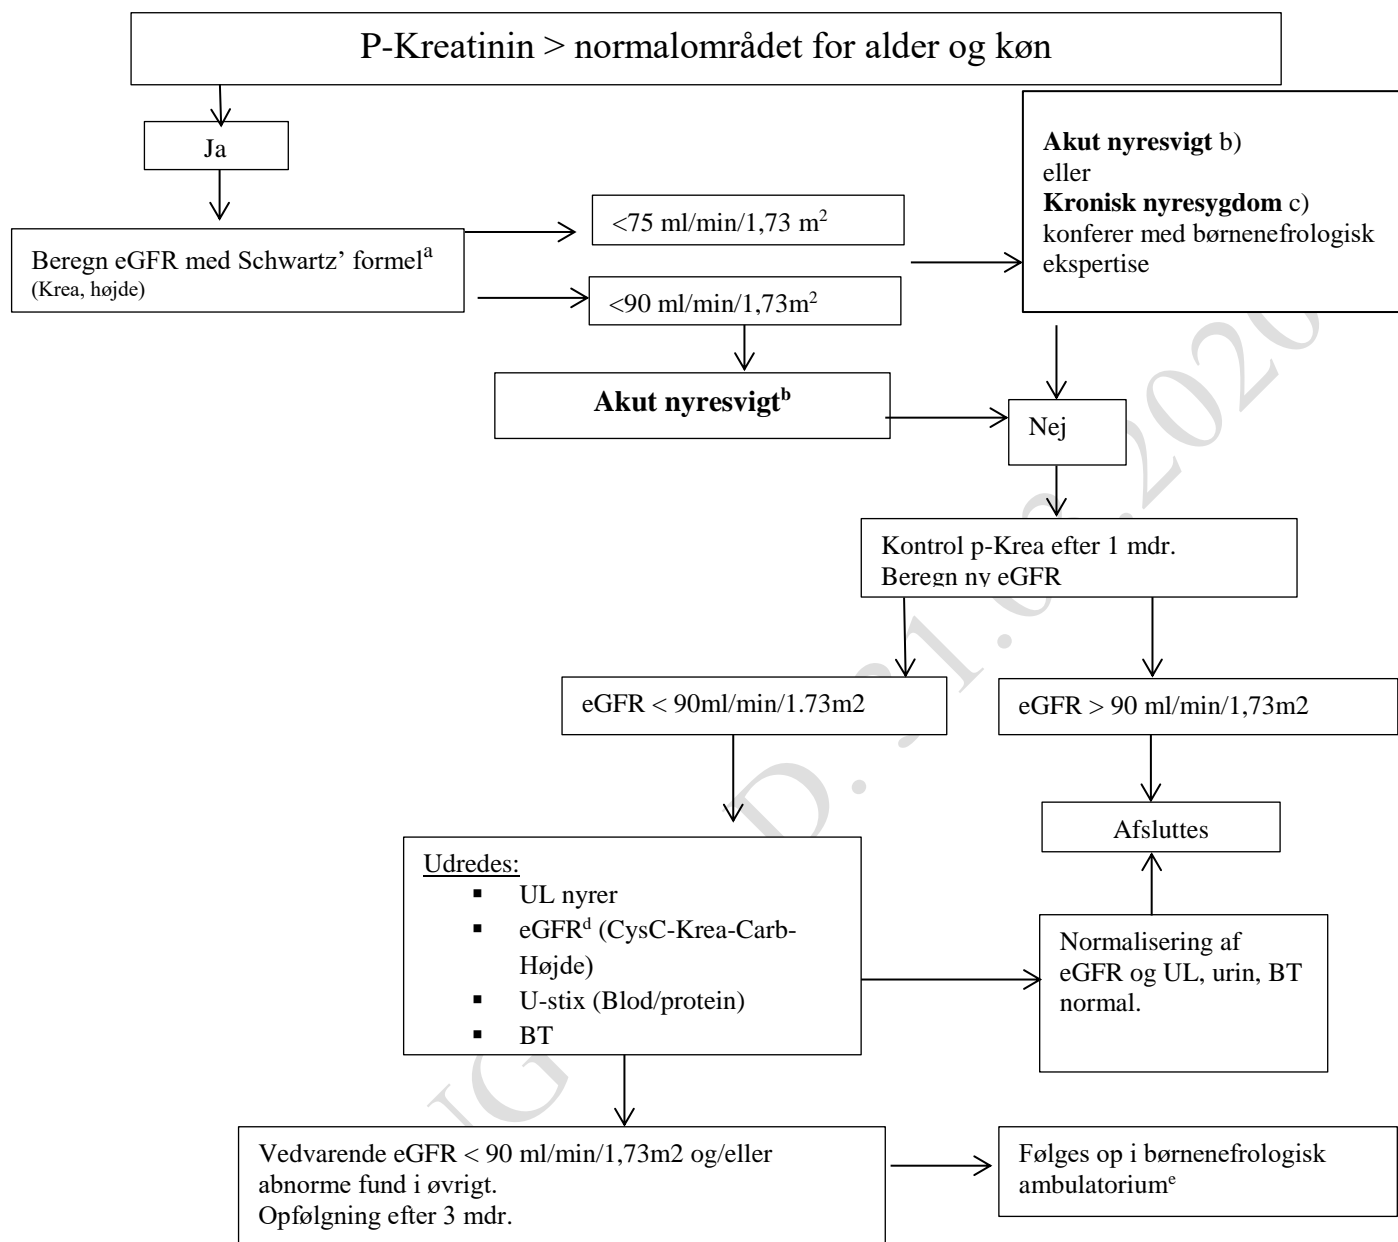 P-Kreatinin > normalområdet for alder og køn
Ja
Beregn eGFR med Schwartz’ formelᵃ
(Krea, højde)
<75 ml/min/1,73 m²
<90 ml/min/1,73m²
Akut nyresvigt b)
eller
Kronisk nyresygdom c)
konferer med børnenefrologisk
ekspertise
Akut nyresvigtᵇ
Nej
Kontrol p-Krea efter 1 mdr.
Beregn ny eGFR
eGFR < 90ml/min/1.73m2
eGFR > 90 ml/min/1,73m2
Afsluttes
Udredes:
▪ UL nyrer
▪ eGFRᵈ (CysC-Krea-Carb-
Højde)
▪ U-stix (Blod/protein)
▪ BT
Normalisering af
eGFR og UL, urin, BT
normal.
Vedvarende eGFR < 90 ml/min/1,73m2 og/eller
abnorme fund i øvrigt.
Opfølgning efter 3 mdr.
Følges op i børnenefrologisk
ambulatoriumᵉ